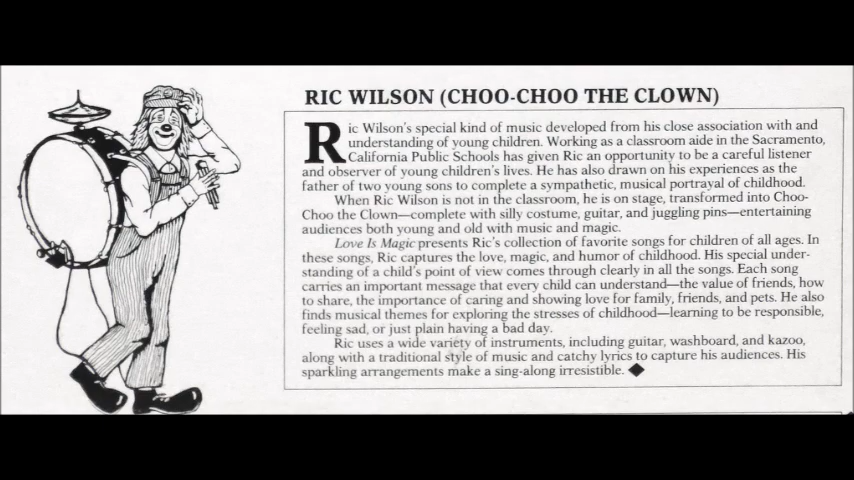 RIC WILSON (CHOO-CHOO THE CLOWN)
Ric Wilson's special kind of music developed from his close association with and
understanding of young children. Working as a classroom aide in the Sacramento,
California Public Schools has given Ric an opportunity to be a careful listener
and observer of young children's lives. He has also drawn on his experiences as the
father of two young sons to complete a sympathetic, musical portrayal of childhood.
When Ric Wilson is not in the classroom, he is on stage, transformed into Choo-
Choo the Clown—complete with silly costume, guitar, and juggling pins—entertaining
audiences both young and old with music and magic.
Love Is Magic presents Ric's collection of favorite songs for children of all ages. In
these songs, Ric captures the love, magic, and humor of childhood. His special under-
standing of a child's point of view comes through clearly in all the songs. Each song
carries an important message that every child can understand—the value of friends, how
to share, the importance of caring and showing love for family, friends, and pets. He also
finds musical themes for exploring the stresses of childhood—learning to be responsible,
feeling sad, or just plain having a bad day.
Ric uses a wide variety of instruments, including guitar, washboard, and kazoo,
along with a traditional style of music and catchy lyrics to capture his audiences. His
sparkling arrangements make a sing-along irresistible. ◆